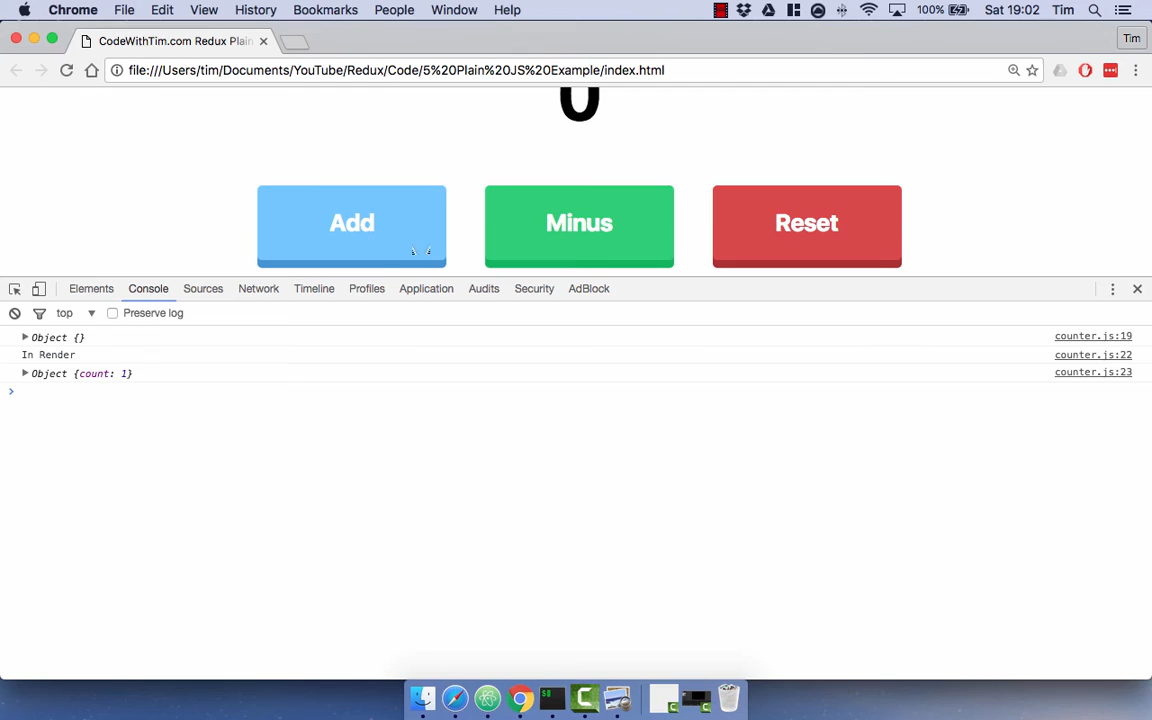 Chrome File Edit View History Bookmarks People Window Help 100% Sat 19:02 Tim
CodeWithTim.com Redux Plain Tim
file:///Users/tim/Documents/YouTube/Redux/Code/5%20Plain%20JS%20Example/index.html
0
Add Minus Reset
Elements Console Sources Network Timeline Profiles Application Audits Security AdBlock
top Preserve log
Object {} counter.js:19
In Render counter.js:22
Object {count: 1} counter.js:23